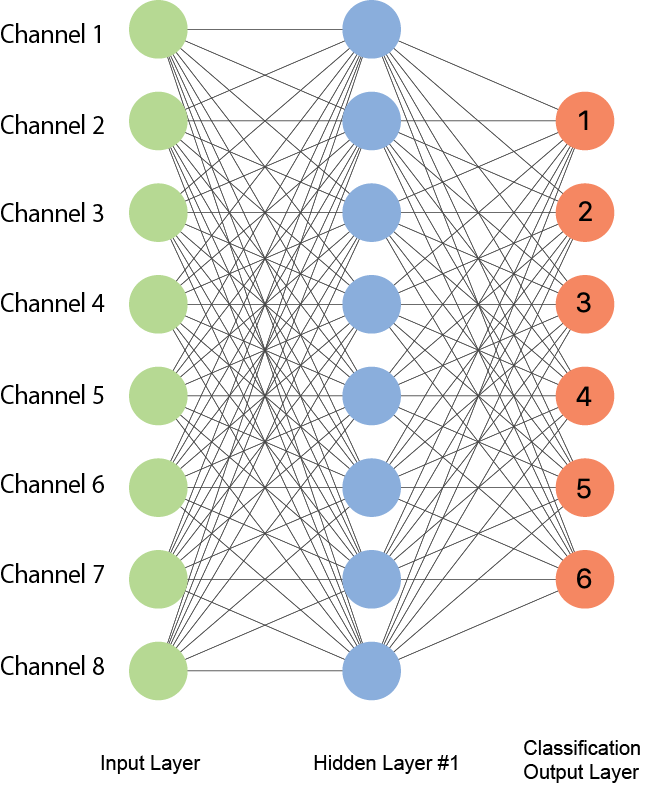 Channel 1
Channel 2
Channel 3
Channel 4
Channel 5
Channel 6
Channel 7
Channel 8
1
2
3
4
5
6
Input Layer
Hidden Layer #1
Classification
Output Layer